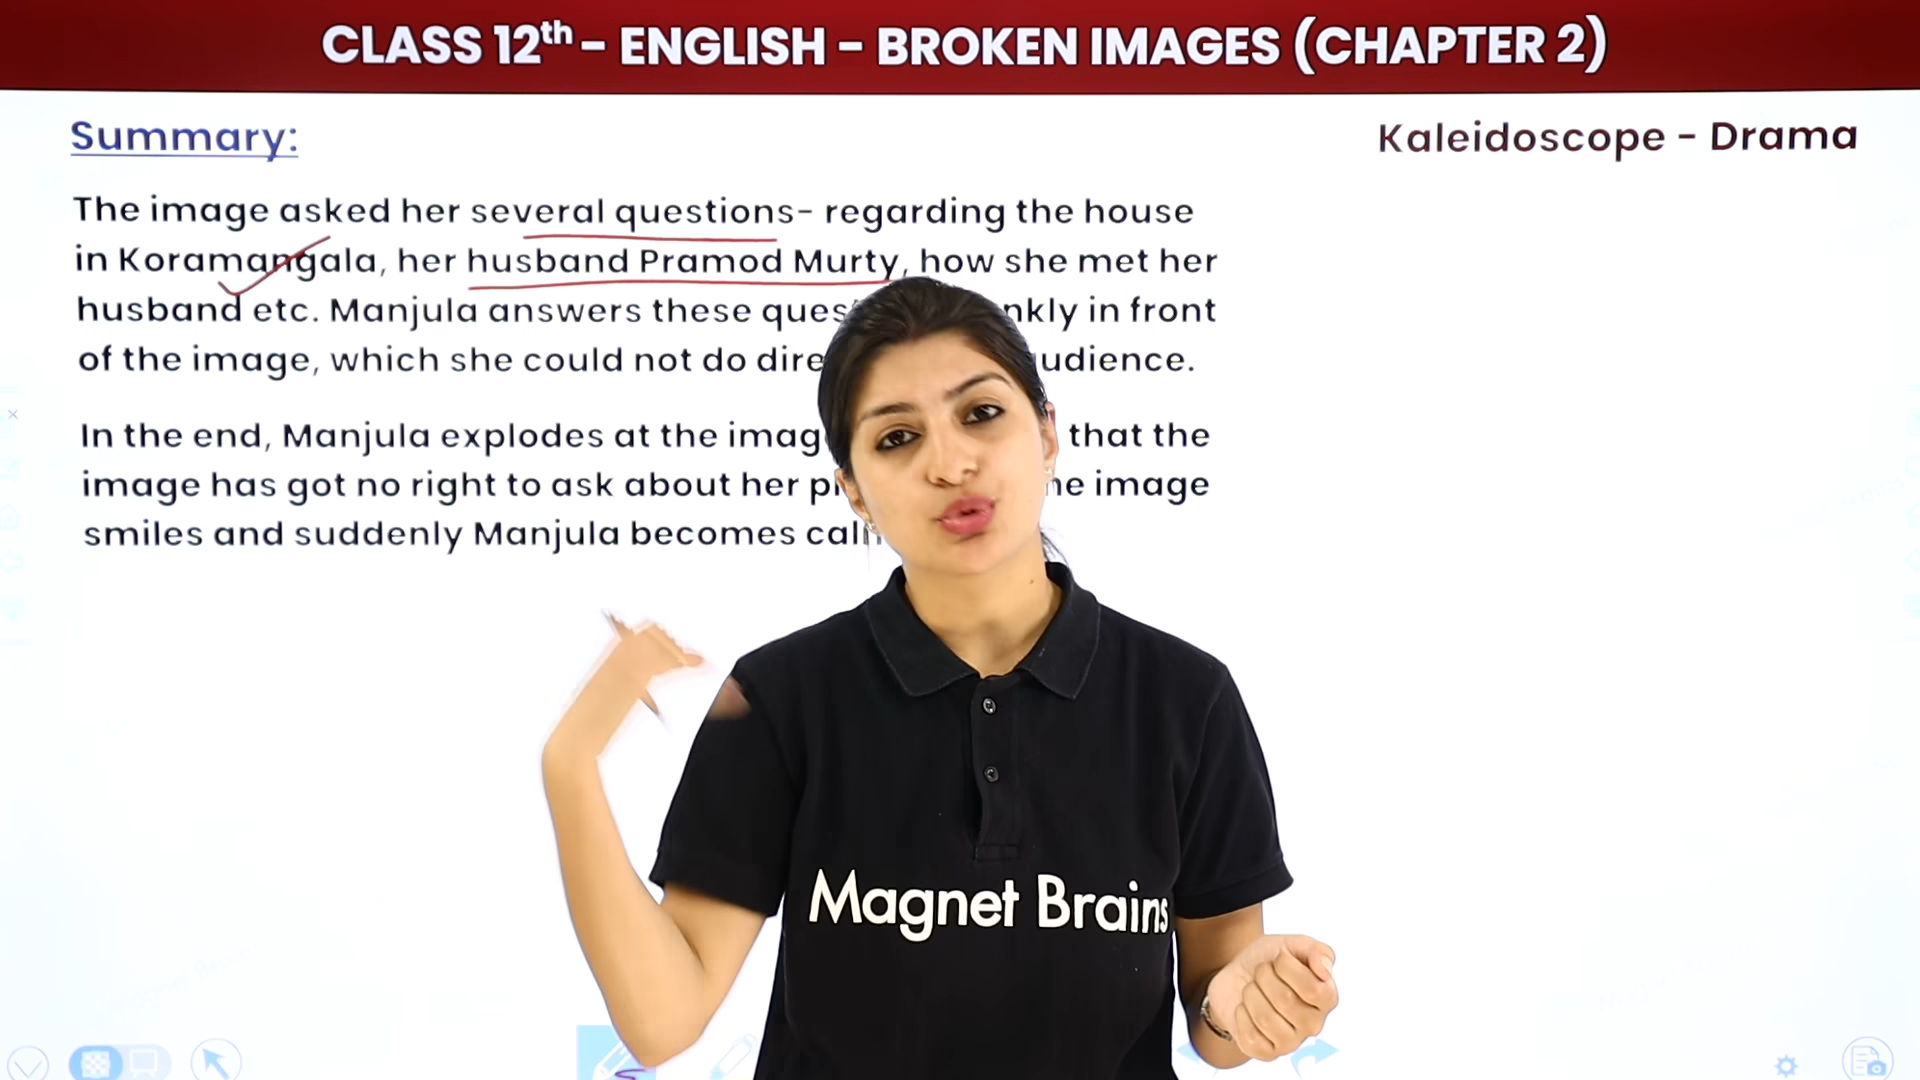 CLASS 12th - ENGLISH - BROKEN IMAGES (CHAPTER 2)
Summary:
Kaleidoscope - Drama
The image asked her several questions- regarding the house
in Koramangala, her husband Pramod Murty, how she met her
husband etc. Manjula answers these in front
of the image, which she could not do
In the end, Manjula explodes at the that the
image has got no right to ask about her image
smiles and suddenly Manjula becomes
Magnet Brains